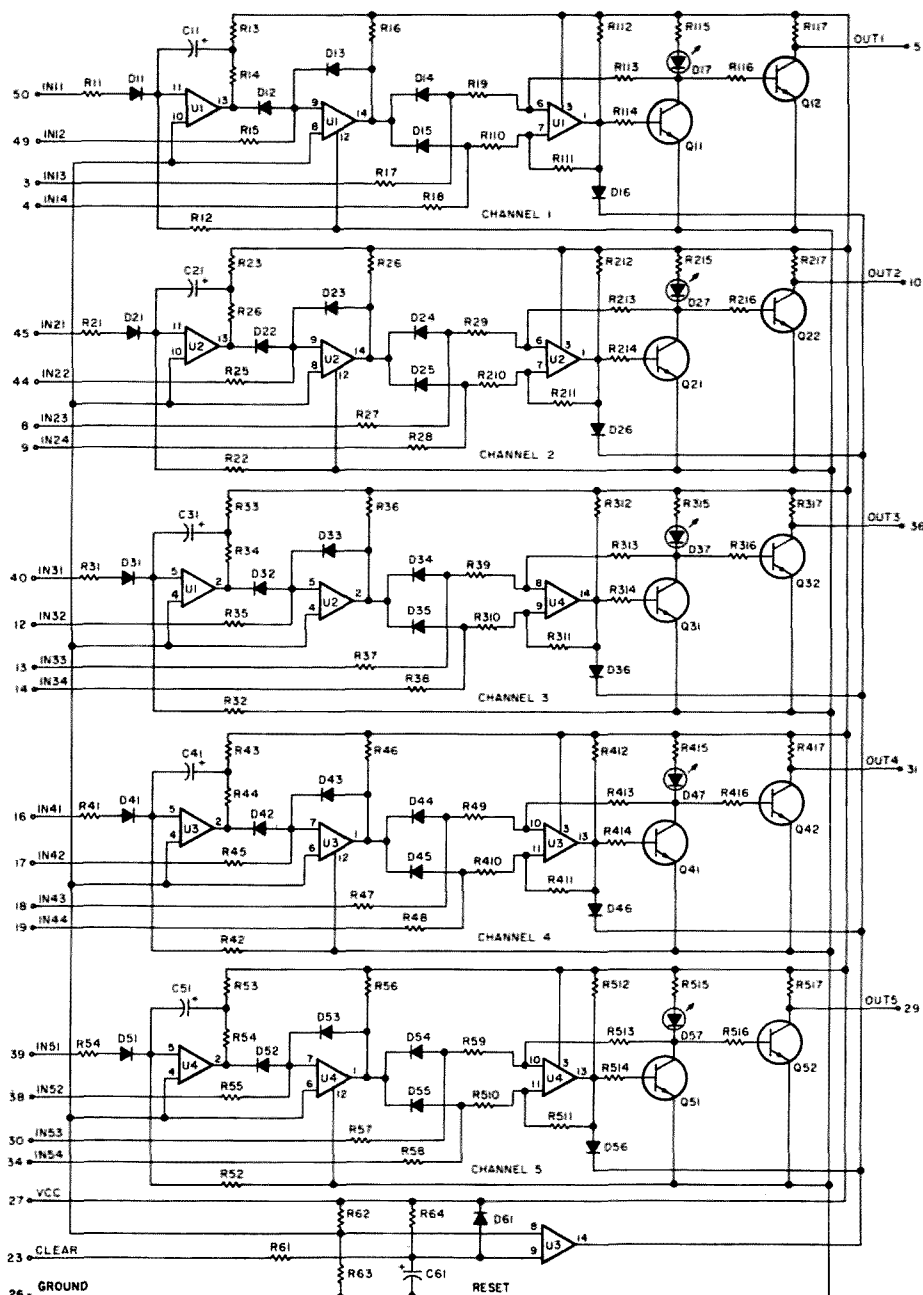 C11 R13 R16 R112 R115 R117 OUT1 5
50 IN11 R11 D11 11 13 R14 D12 D13 D14 R19 R113 D17 R116 Q12
10 U1 9 14 6 3 1 R114 Q11
49 IN12 R15 8 U1 12 D15 R110 7 U1 R111
3 IN13 R17 D16
4 IN14 R18 CHANNEL 1
R12
C21 R23 R26 R212 R215 R217 OUT2 10
45 IN21 R21 D21 11 13 R26 D22 D23 D24 R29 R213 D27 R216 Q22
10 U2 9 14 6 3 1 R214 Q21
44 IN22 R25 8 U2 12 D25 R210 7 U2 R211
8 IN23 R27 D26
9 IN24 R28 CHANNEL 2
R22
C31 R33 R36 R312 R315 R317 OUT3 36
40 IN31 R31 D31 5 2 R34 D32 D33 D34 R39 R313 D37 R316 Q32
4 U1 5 2 8 14 R314 Q31
12 IN32 R35 4 U2 D35 R310 9 U4 R311
13 IN33 R37 D36
14 IN34 R38 CHANNEL 3
R32
C41 R43 R46 R412 R415 R417 OUT4 31
16 IN41 R41 D41 5 2 R44 D42 D43 D44 R49 R413 D47 R416 Q42
4 U3 7 1 10 3 13 R414 Q41
17 IN42 R45 6 U3 12 D45 R410 11 U3 R411
18 IN43 R47 D46
19 IN44 R48 CHANNEL 4
R42
C51 R53 R56 R512 R515 R517 OUT5 29
39 IN51 R54 D51 5 2 R54 D52 D53 D54 R59 R513 D57 R516 Q52
4 U4 7 1 10 3 13 R514 Q51
38 IN52 R55 6 U4 12 D55 R510 11 U4 R511
30 IN53 R57 D56
34 IN54 R58 CHANNEL 5
R52
27 VCC
R62 R64 D61 8 U3 14
23 CLEAR R61 9
R63 C61
26 GROUND RESET